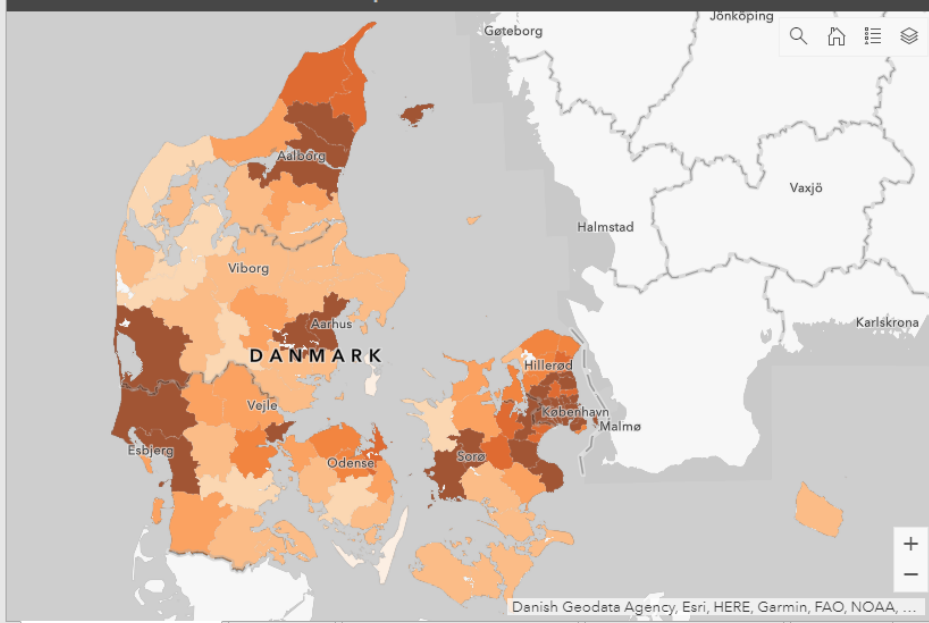 Jönköping
Gøteborg
Aalborg
Vaxjö
Halmstad
Viborg
Karlskrona
Aarhus
DANMARK
Hillerød
Vejle
København
Malmø
Esbjerg
Sorø
Odense
+
−
Danish Geodata Agency, Esri, HERE, Garmin, FAO, NOAA, ...